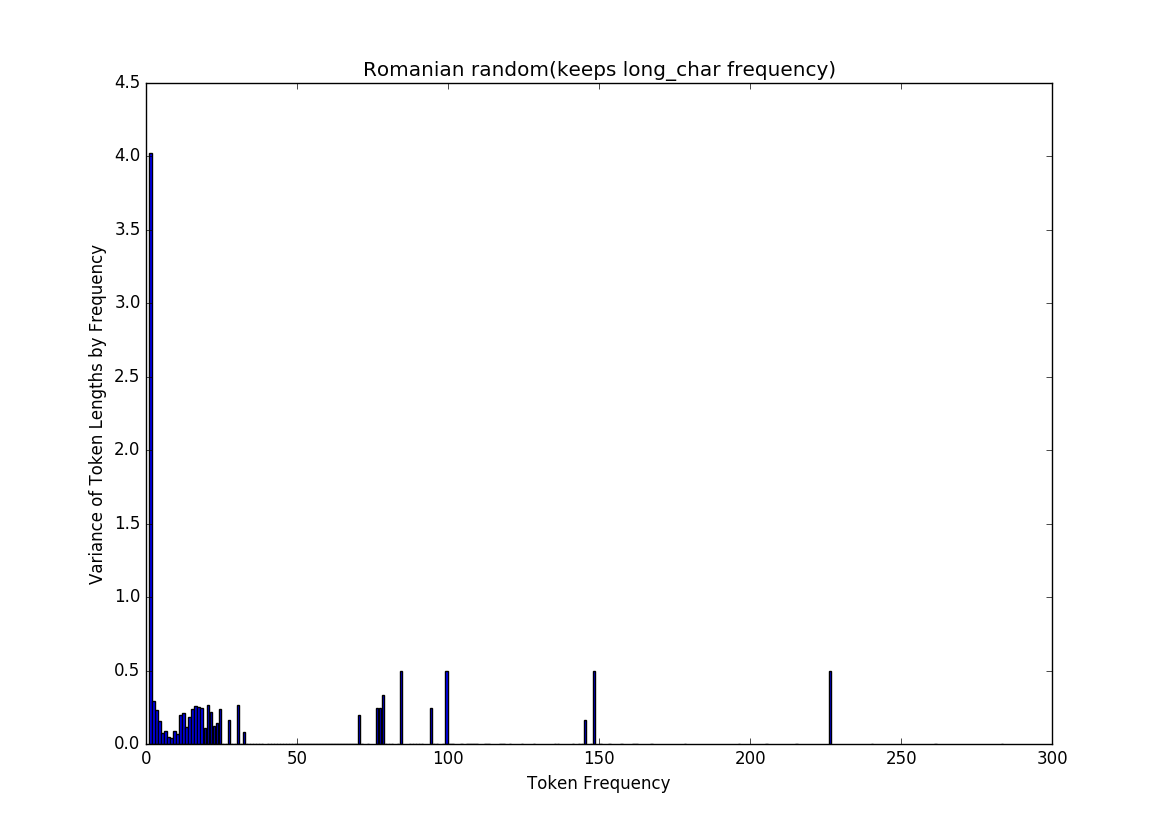 Romanian random(keeps long_char frequency)
4.5
4.0
3.5
3.0
2.5
2.0
1.5
1.0
0.5
0.0
Variance of Token Lengths by Frequency
0 50 100 150 200 250 300
Token Frequency